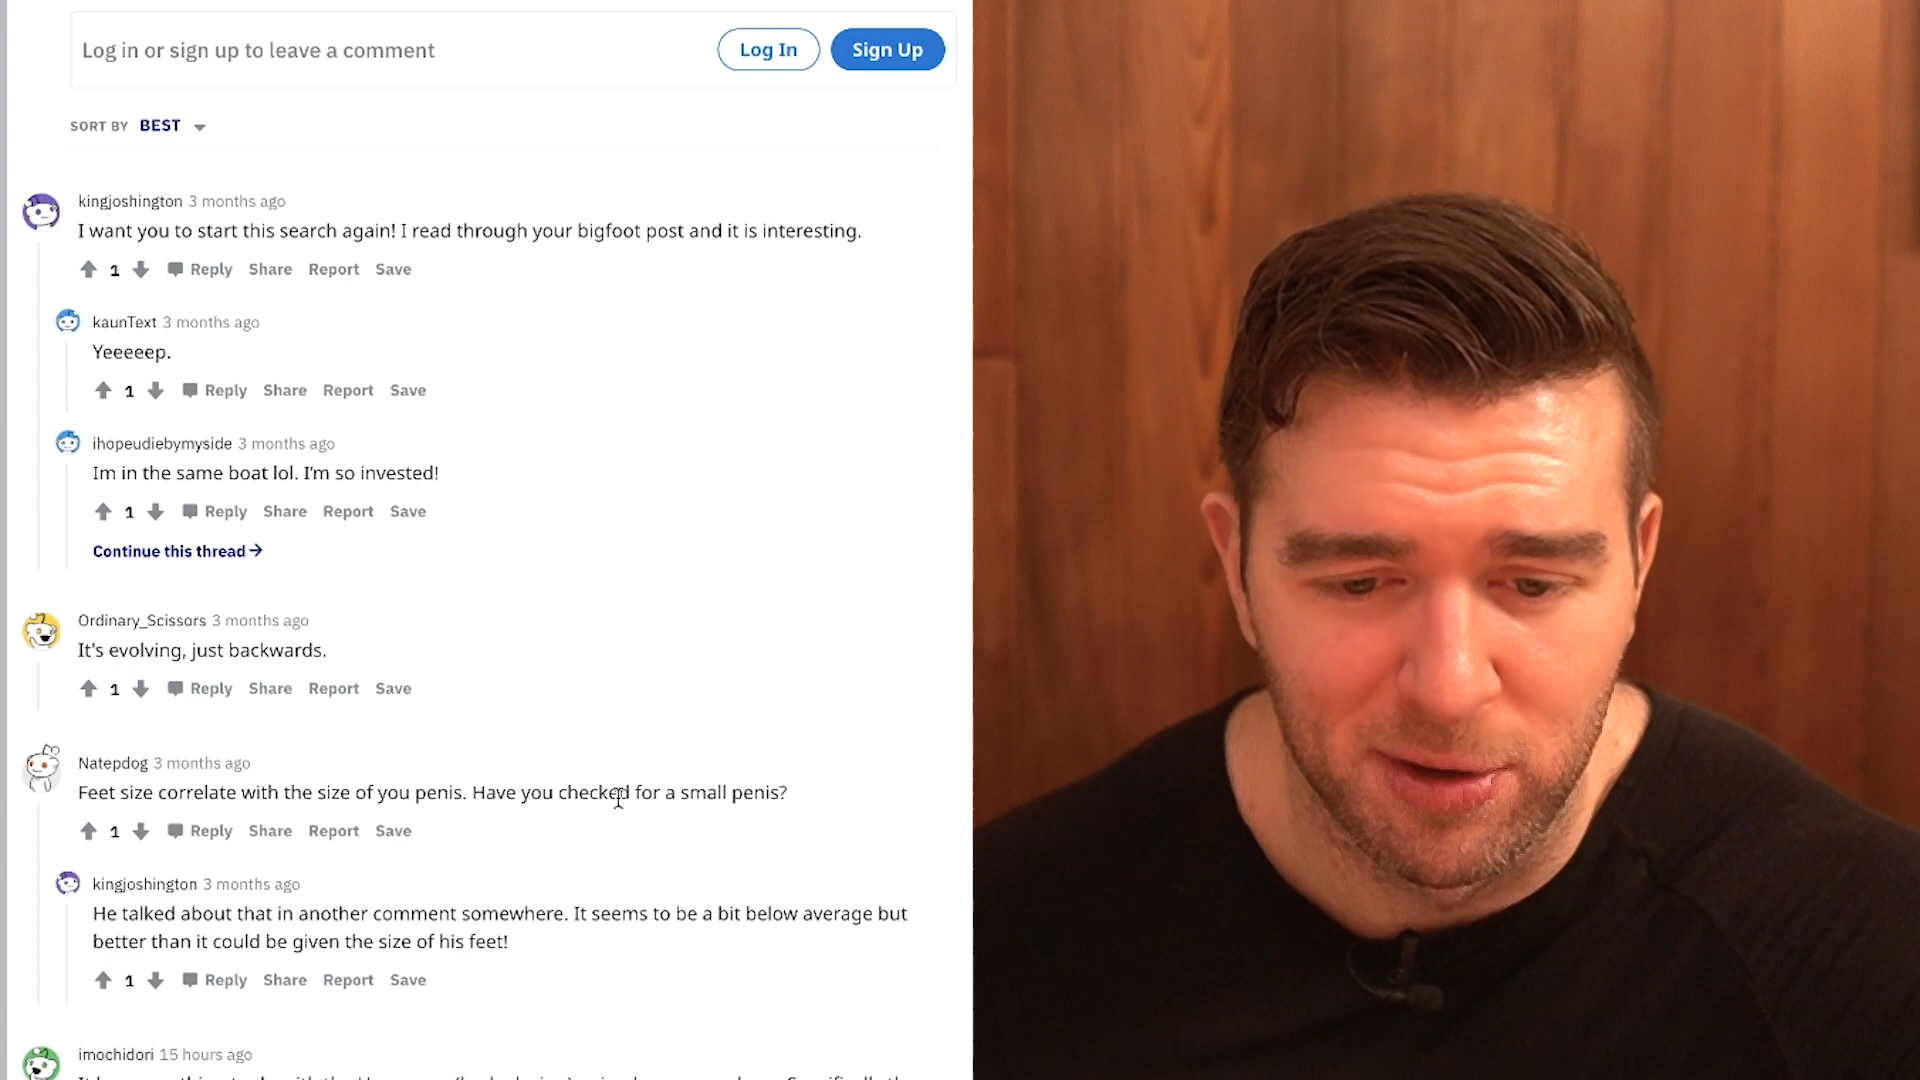 Log in or sign up to leave a comment
Log In
Sign Up
SORT BY BEST
kingjoshington 3 months ago
I want you to start this search again! I read through your bigfoot post and it is interesting.
1 Reply Share Report Save
kaunText 3 months ago
Yeeeeep.
1 Reply Share Report Save
ihopeudiebymyside 3 months ago
Im in the same boat lol. I'm so invested!
1 Reply Share Report Save
Continue this thread
Ordinary_Scissors 3 months ago
It's evolving, just backwards.
1 Reply Share Report Save
Natepdog 3 months ago
Feet size correlate with the size of you penis. Have you checked for a small penis?
1 Reply Share Report Save
kingjoshington 3 months ago
He talked about that in another comment somewhere. It seems to be a bit below average but
better than it could be given the size of his feet!
1 Reply Share Report Save
imochidori 15 hours ago